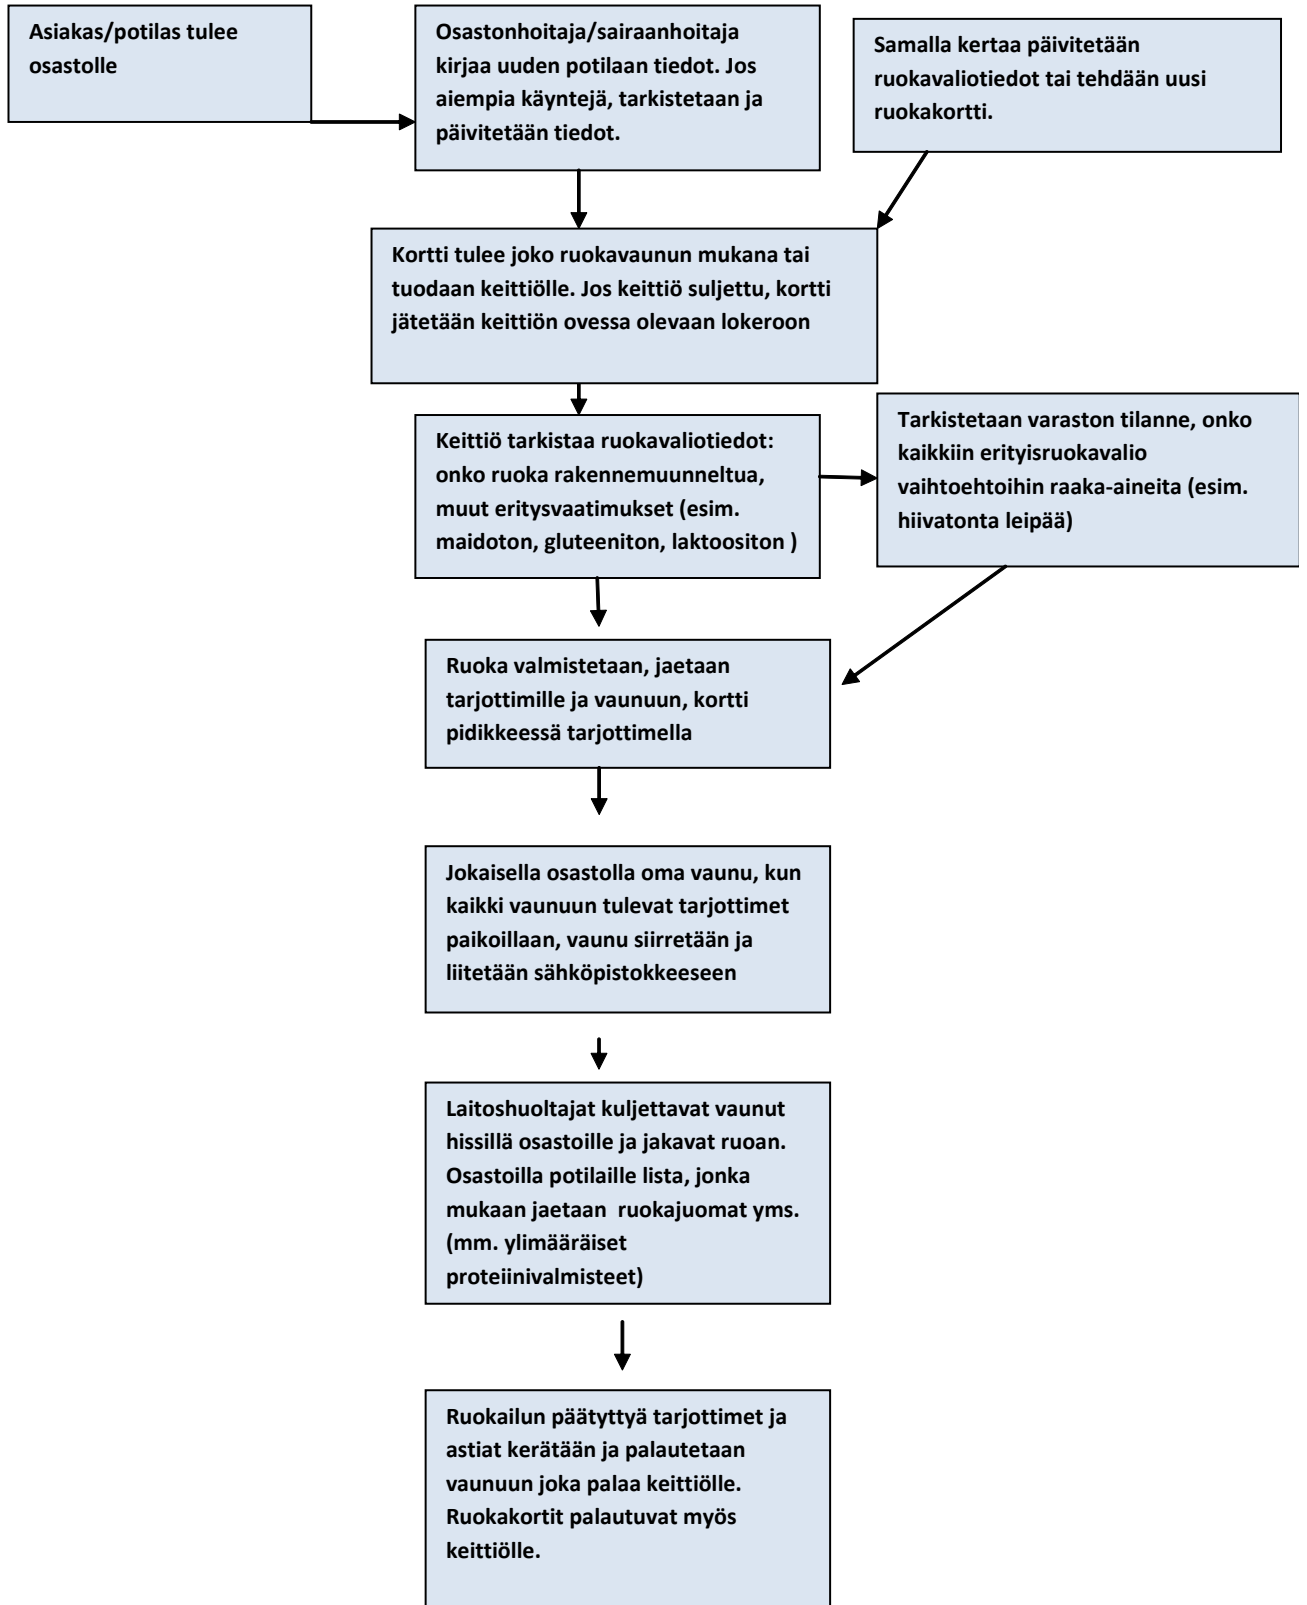 Asiakas/potilas tulee
osastolle
Osastonhoitaja/sairaanhoitaja
kirjaa uuden potilaan tiedot. Jos
aiempia käyntejä, tarkistetaan ja
päivitetään tiedot.
Samalla kertaa päivitetään
ruokavaliotiedot tai tehdään uusi
ruokakortti.
Kortti tulee joko ruokavaunun mukana tai
tuodaan keittiölle. Jos keittiö suljettu, kortti
jätetään keittiön ovessa olevaan lokeroon
Keittiö tarkistaa ruokavaliotiedot:
onko ruoka rakennemuunneltua,
muut eritysvaatimukset (esim.
maidoton, gluteeniton, laktoositon )
Tarkistetaan varaston tilanne, onko
kaikkiin erityisruokavalio
vaihtoehtoihin raaka-aineita (esim.
hiivatonta leipää)
Ruoka valmistetaan, jaetaan
tarjottimille ja vaunuun, kortti
pidikkeessä tarjottimella
Jokaisella osastolla oma vaunu, kun
kaikki vaunuun tulevat tarjottimet
paikoillaan, vaunu siirretään ja
liitetään sähköpistokkeeseen
Laitoshuoltajat kuljettavat vaunut
hissillä osastoille ja jakavat ruoan.
Osastoilla potilaille lista, jonka
mukaan jaetaan  ruokajuomat yms.
(mm. ylimääräiset
proteiinivalmisteet)
Ruokailun päätyttyä tarjottimet ja
astiat kerätään ja palautetaan
vaunuun joka palaa keittiölle.
Ruokakortit palautuvat myös
keittiölle.